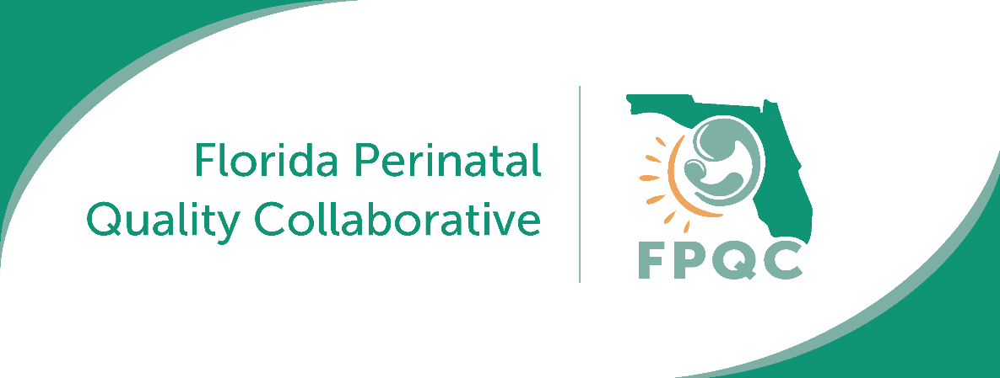 Florida Perinatal
Quality Collaborative
FPQC